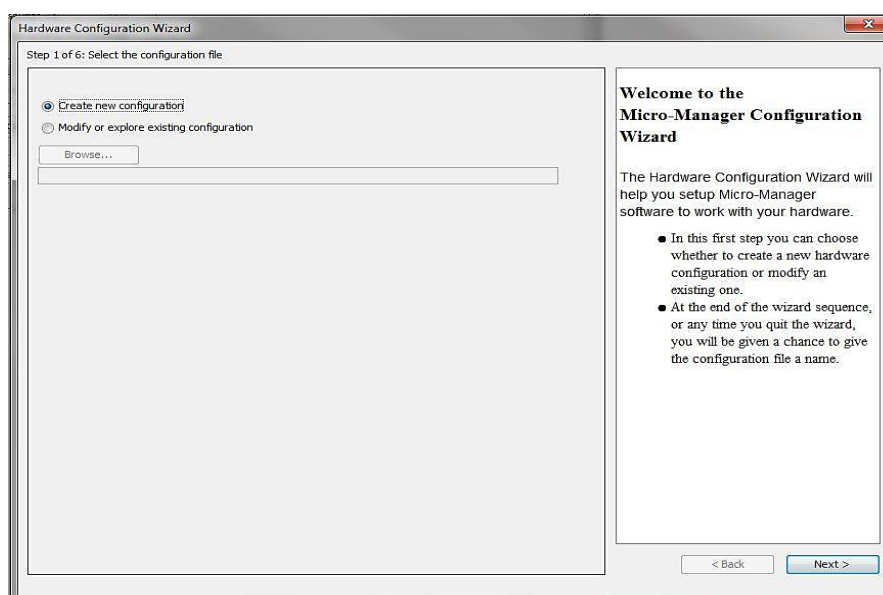 Hardware Configuration Wizard
Step 1 of 6: Select the configuration file
Create new configuration
Modify or explore existing configuration
Browse...
Welcome to the
Micro-Manager Configuration
Wizard
The Hardware Configuration Wizard will
help you setup Micro-Manager
software to work with your hardware.
In this first step you can choose
whether to create a new hardware
configuration or modify an
existing one.
At the end of the wizard sequence,
or any time you quit the wizard,
you will be given a chance to give
the configuration file a name.
< Back
Next >